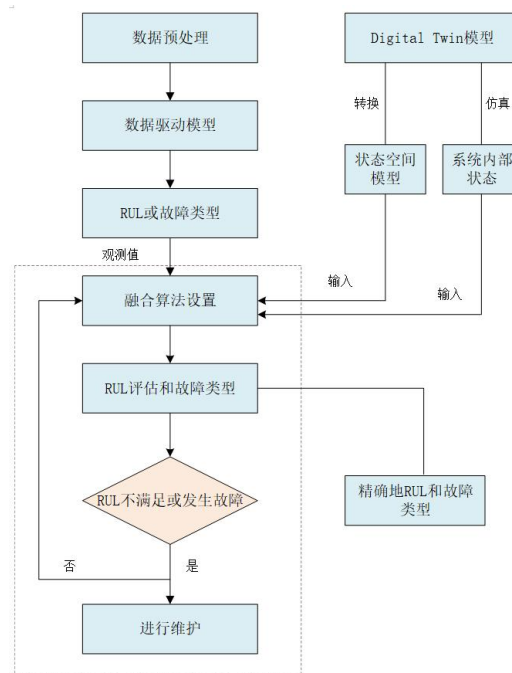 数据预处理
Digital Twin模型
转换
仿真
数据驱动模型
状态空间
模型
系统内部
状态
RUL或故障类型
观测值
输入
输入
融合算法设置
RUL评估和故障类型
RUL不满足或发生故障
精确地RUL和故障
类型
否
是
进行维护